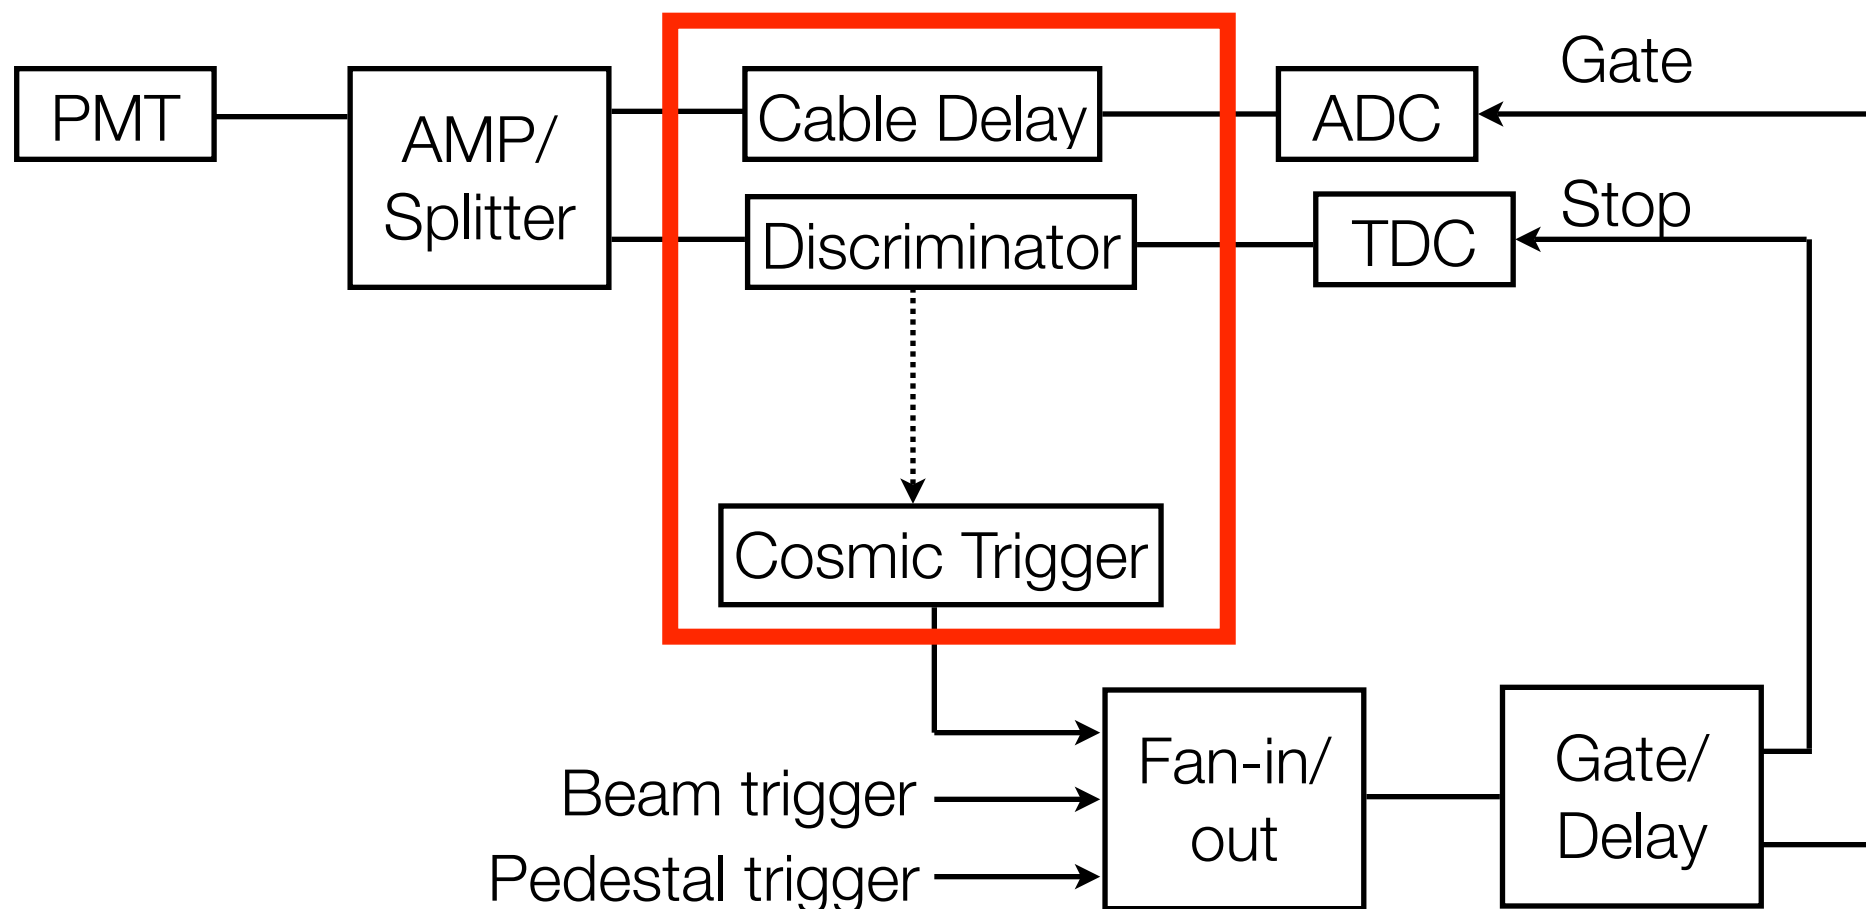 PMT
AMP/
Splitter
Cable Delay
ADC
Gate
Discriminator
TDC
Stop
Cosmic Trigger
Beam trigger
Pedestal trigger
Fan-in/
out
Gate/
Delay